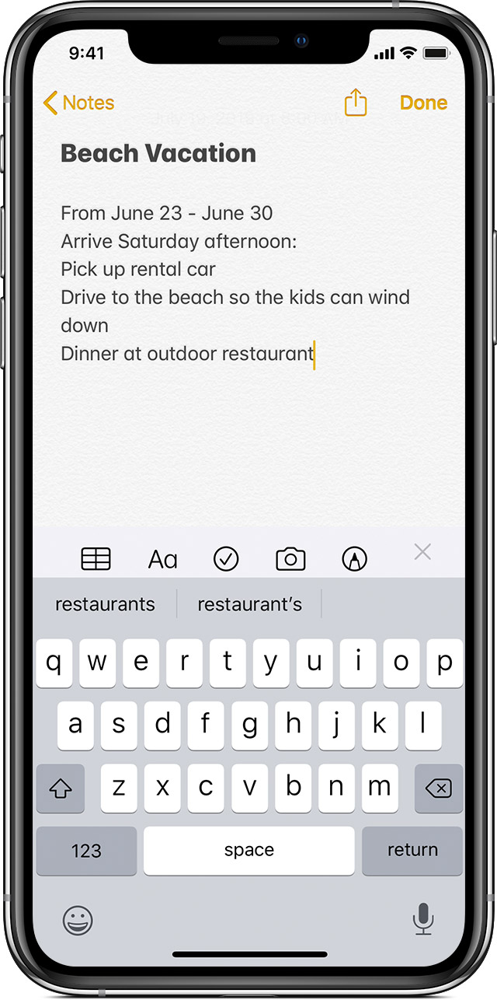 9:41
Notes
Done
Beach Vacation
From June 23 - June 30
Arrive Saturday afternoon:
Pick up rental car
Drive to the beach so the kids can wind
down
Dinner at outdoor restaurant
Aa
restaurants restaurant’s
q w e r t y u i o p
a s d f g h j k l
z x c v b n m
123 space return